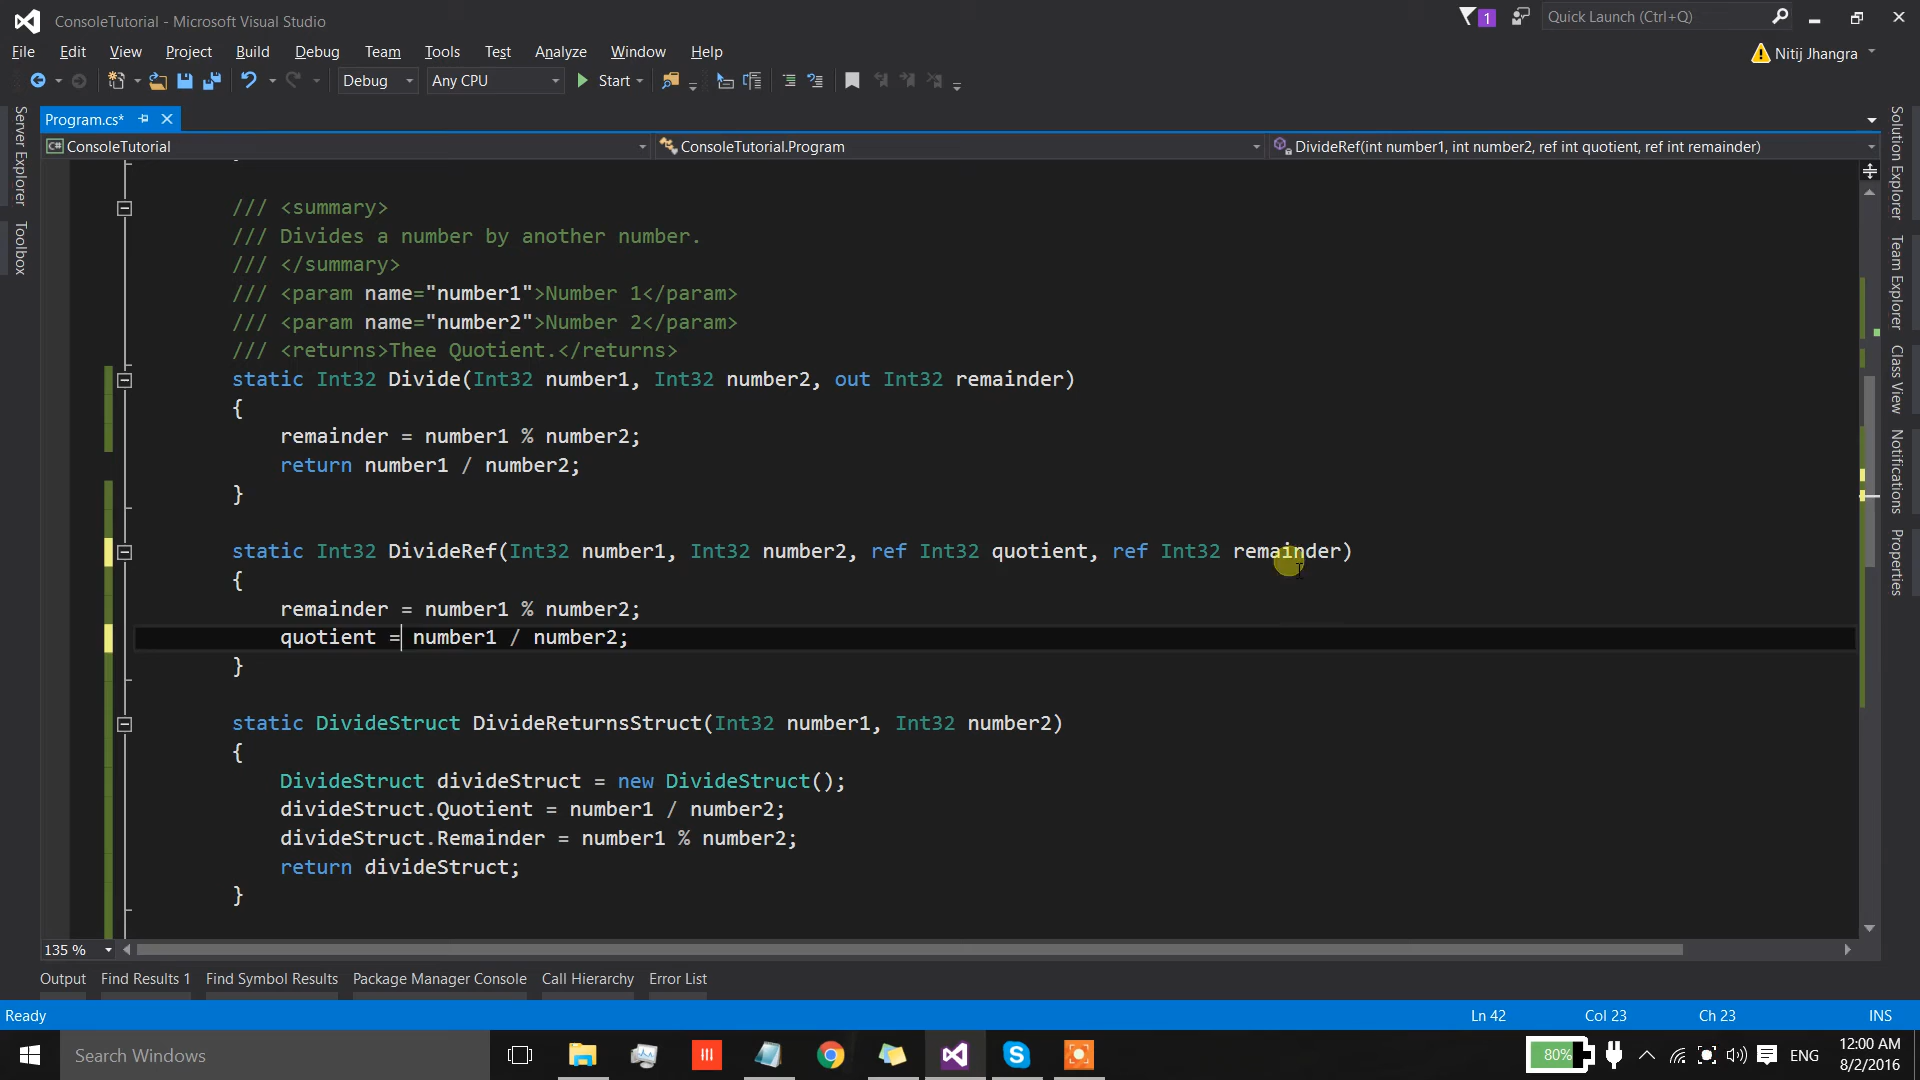 ConsoleTutorial - Microsoft Visual Studio
1
Quick Launch (Ctrl+Q)
File Edit View Project Build Debug Team Tools Test Analyze Window Help
Nitij Jhangra
Debug Any CPU Start
Program.cs*
ConsoleTutorial ConsoleTutorial.Program DivideRef(int number1, int number2, ref int quotient, ref int remainder)
Server Explorer
Toolbox
/// <summary>
/// Divides a number by another number.
/// </summary>
/// <param name="number1">Number 1</param>
/// <param name="number2">Number 2</param>
/// <returns>Thee Quotient.</returns>
static Int32 Divide(Int32 number1, Int32 number2, out Int32 remainder)
{
remainder = number1 % number2;
return number1 / number2;
}
static Int32 DivideRef(Int32 number1, Int32 number2, ref Int32 quotient, ref Int32 remainder)
{
remainder = number1 % number2;
quotient = number1 / number2;
}
static DivideStruct DivideReturnsStruct(Int32 number1, Int32 number2)
{
DivideStruct divideStruct = new DivideStruct();
divideStruct.Quotient = number1 / number2;
divideStruct.Remainder = number1 % number2;
return divideStruct;
}
Solution Explorer
Team Explorer
Class View
Notifications
Properties
135 %
Output Find Results 1 Find Symbol Results Package Manager Console Call Hierarchy Error List
Ready Ln 42 Col 23 Ch 23 INS
Search Windows
80%
ENG
12:00 AM
8/2/2016